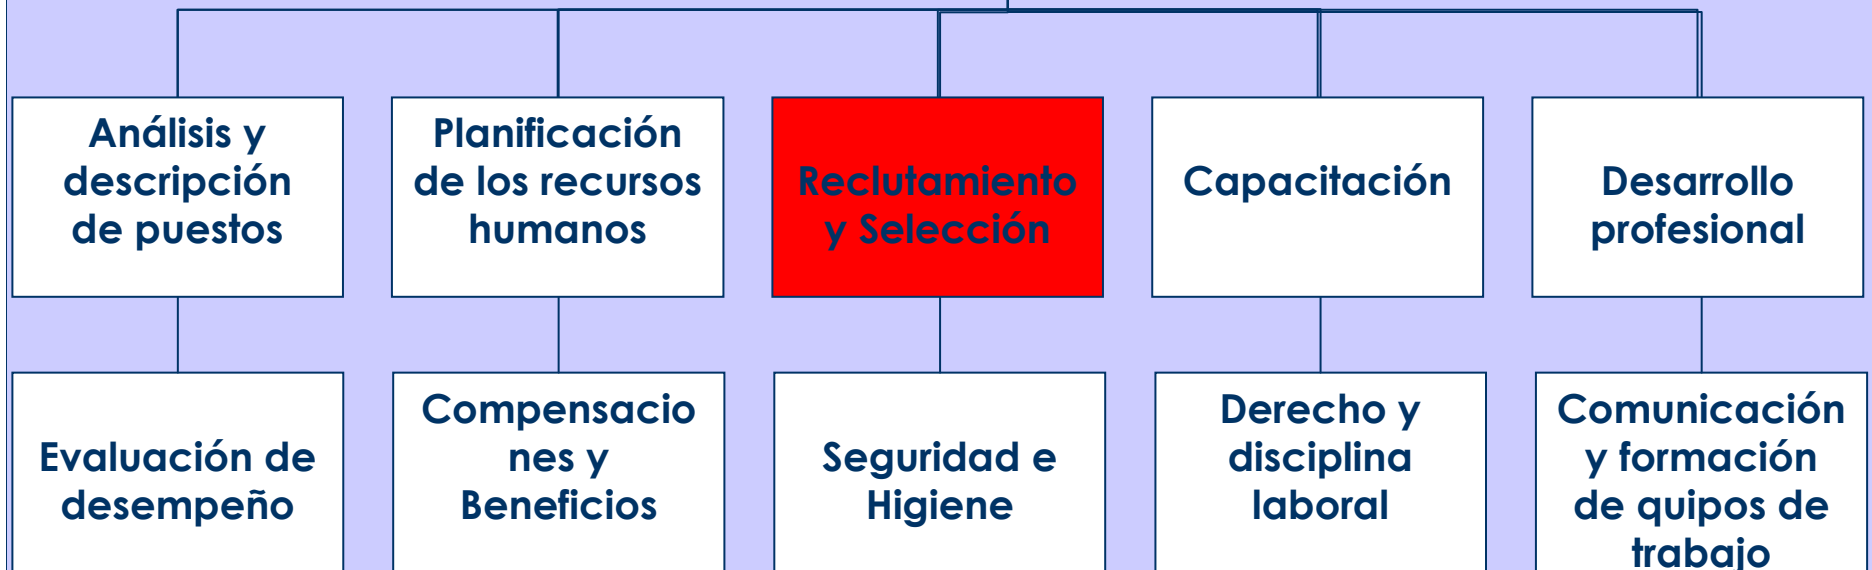 Análisis y
descripción
de puestos
Planificación
de los recursos
humanos
Reclutamiento
y Selección
Capacitación
Desarrollo
profesional
Evaluación de
desempeño
Compensacio
nes y
Beneficios
Seguridad e
Higiene
Derecho y
disciplina
laboral
Comunicación
y formación
de quipos de
trabajo